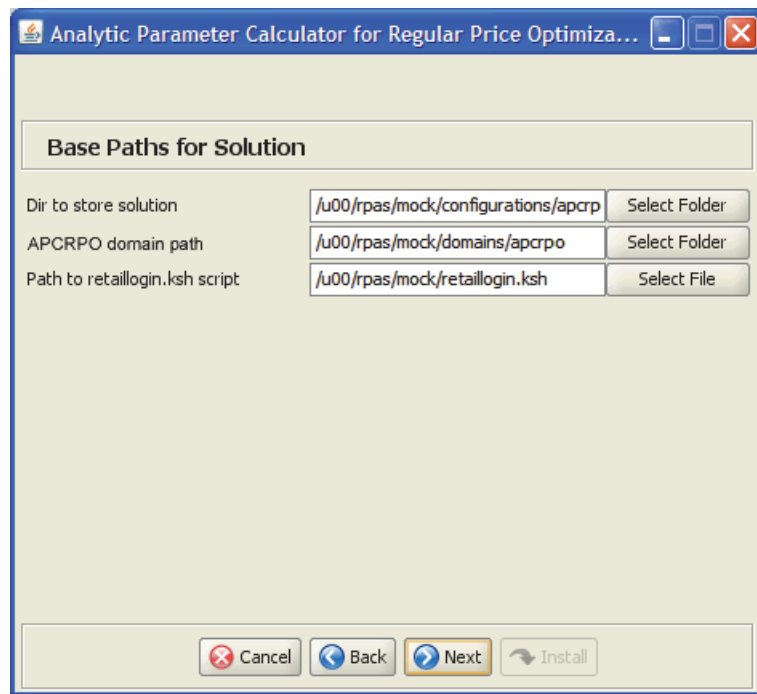 Analytic Parameter Calculator for Regular Price Optimiza...
Base Paths for Solution
Dir to store solution /u00/rpas/mock/configurations/apcrp Select Folder
APCRPO domain path /u00/rpas/mock/domains/apcrpo Select Folder
Path to retaillogin.ksh script /u00/rpas/mock/retaillogin.ksh Select File
Cancel Back Next Install